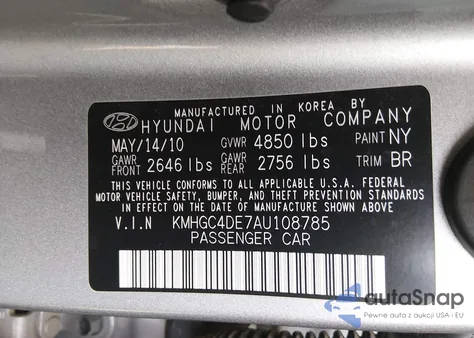 MANUFACTURED IN KOREA BY
HYUNDAI MOTOR COMPANY
MAY/14/10 GVWR 4850 lbs PAINT NY
GAWR FRONT 2646 lbs GAWR REAR 2756 lbs TRIM BR
THIS VEHICLE CONFORMS TO ALL APPLICABLE U.S.A. FEDERAL
MOTOR VEHICLE SAFETY, BUMPER, AND THEFT PREVENTION STANDARDS
IN EFFECT ON THE DATE OF MANUFACTURE SHOWN ABOVE.
V.I.N KMHGC4DE7AU108785
PASSENGER CAR
autoSnap
Pewne auta z aukcji USA i EU